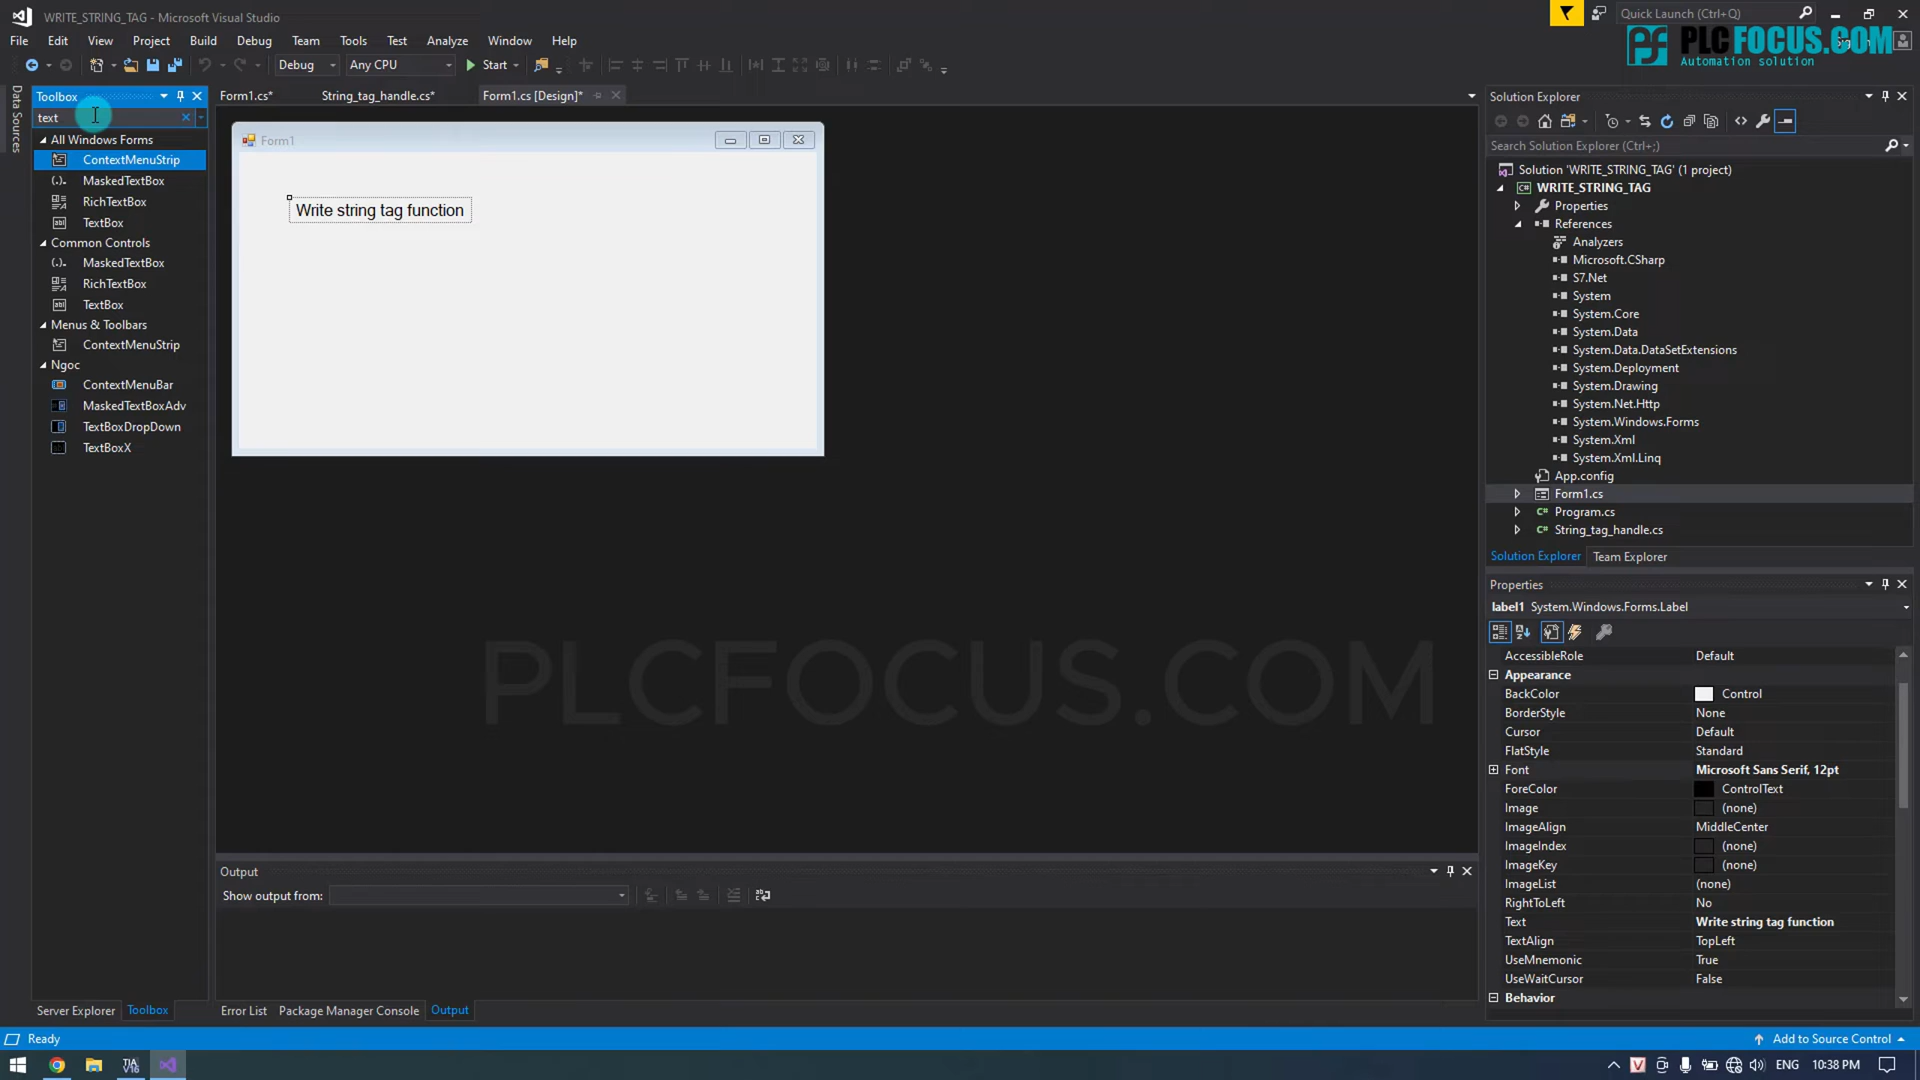 WRITE_STRING_TAG - Microsoft Visual Studio
Quick Launch (Ctrl+Q)
File Edit View Project Build Debug Team Tools Test Analyze Window Help
PLCFOCUS.COM
Automation solution
Debug Any CPU Start
Data Sources
Toolbox
text
All Windows Forms
ContextMenuStrip
MaskedTextBox
RichTextBox
TextBox
Common Controls
MaskedTextBox
RichTextBox
TextBox
Menus & Toolbars
ContextMenuStrip
Ngoc
ContextMenuBar
MaskedTextBoxAdv
TextBoxDropDown
TextBoxX
Server Explorer Toolbox
Form1.cs* String_tag_handle.cs* Form1.cs [Design]*
Form1
Write string tag function
PLCFOCUS.COM
Output
Show output from:
Error List Package Manager Console Output
Solution Explorer
Search Solution Explorer (Ctrl+;)
Solution 'WRITE_STRING_TAG' (1 project)
WRITE_STRING_TAG
Properties
References
Analyzers
Microsoft.CSharp
S7.Net
System
System.Core
System.Data
System.Data.DataSetExtensions
System.Deployment
System.Drawing
System.Net.Http
System.Windows.Forms
System.Xml
System.Xml.Linq
App.config
Form1.cs
Program.cs
String_tag_handle.cs
Solution Explorer Team Explorer
Properties
label1 System.Windows.Forms.Label
AccessibleRole Default
Appearance
BackColor Control
BorderStyle None
Cursor Default
FlatStyle Standard
Font Microsoft Sans Serif, 12pt
ForeColor ControlText
Image (none)
ImageAlign MiddleCenter
ImageIndex (none)
ImageKey (none)
ImageList (none)
RightToLeft No
Text Write string tag function
TextAlign TopLeft
UseMnemonic True
UseWaitCursor False
Behavior
Ready
Add to Source Control
TIA V16
ENG 10:38 PM